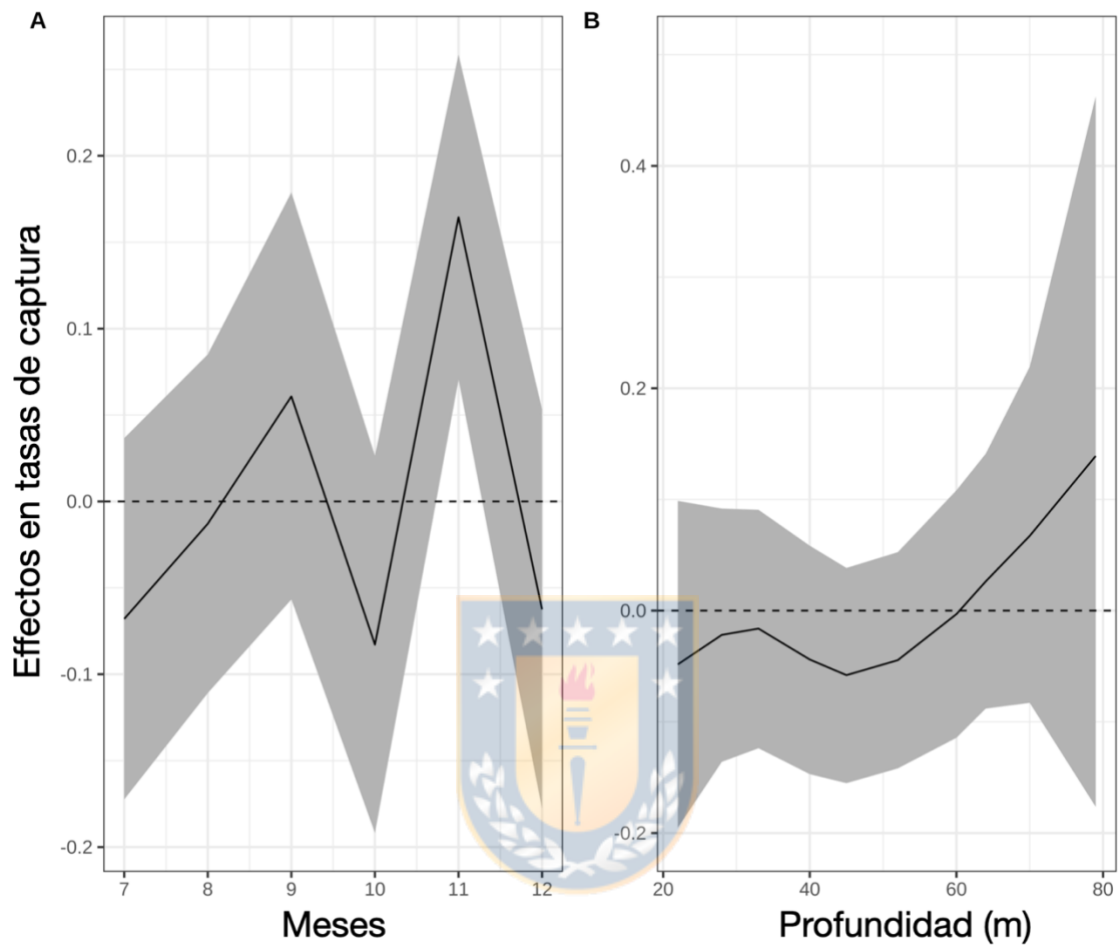 A
B
Effectos en tasas de captura
0.2
0.1
0.0
-0.1
-0.2
7 8 9 10 11 12
Meses
0.4
0.2
0.0
-0.2
20 40 60 80
Profundidad (m)